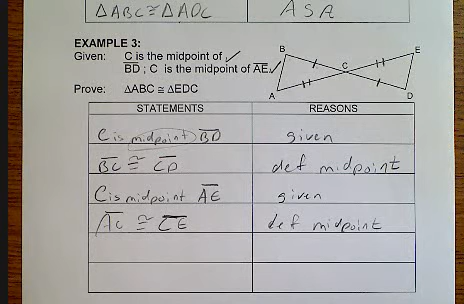 ΔABC≅ΔADC ASA
EXAMPLE 3:
Given: C is the midpoint of ✓
BD ; C is the midpoint of AE ✓
Prove: ΔABC ≅ ΔEDC
B E
C
A D
STATEMENTS REASONS
C is midpoint BD given
BC ≅ CD def midpoint
C is midpoint AE given
AC ≅ CE def midpoint